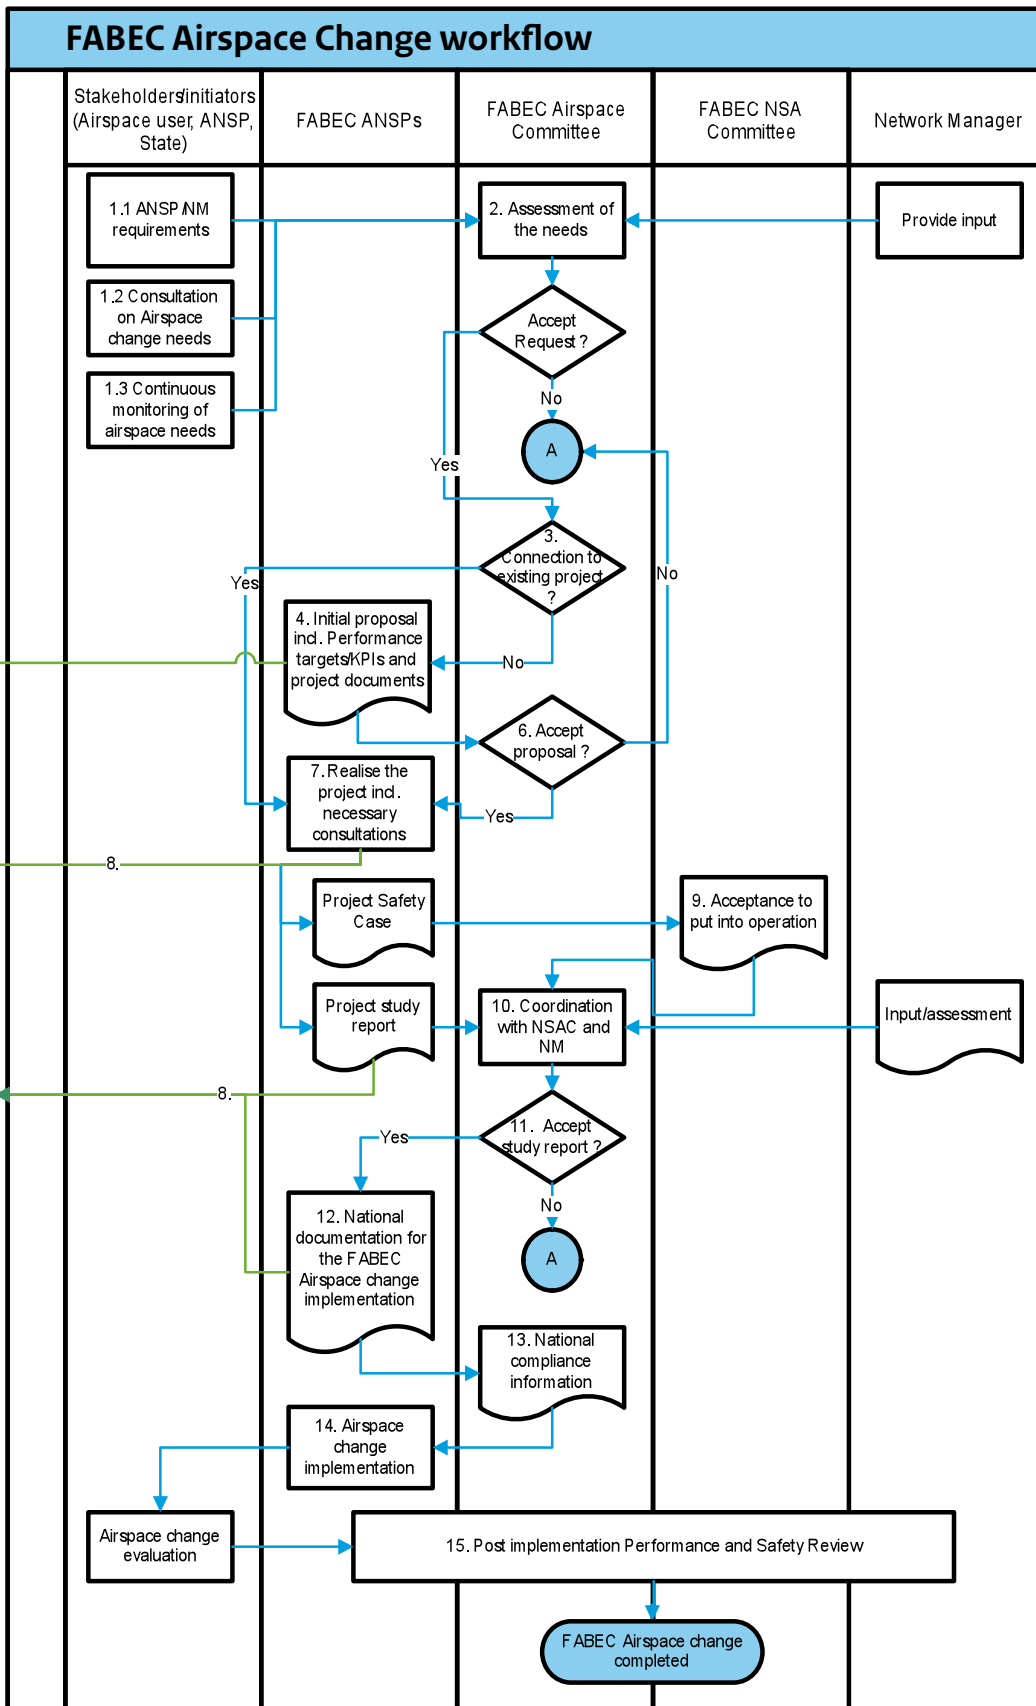 FABEC Airspace Change workflow
Stakeholders/initiators
(Airspace user, ANSP,
State)
FABEC ANSPs
FABEC Airspace
Committee
FABEC NSA
Committee
Network Manager
1.1 ANSP/NM
requirements
2. Assessment of
the needs
Provide input
1.2 Consultation
on Airspace
change needs
Accept
Request ?
1.3 Continuous
monitoring of
airspace needs
No
A
Yes
3.
Connection to
existing project
?
No
Yes
4. Initial proposal
incl. Performance
targets/KPIs and
project documents
No
6. Accept
proposal ?
7. Realise the
project incl.
necessary
consultations
Yes
8.
Project Safety
Case
9. Acceptance to
put into operation
Project study
report
10. Coordination
with NSAC and
NM
Input/assessment
8.
11. Accept
study report ?
Yes
No
12. National
documentation for
the FABEC
Airspace change
implementation
A
13. National
compliance
information
14. Airspace
change
implementation
Airspace change
evaluation
15. Post implementation Performance and Safety Review
FABEC Airspace change
completed